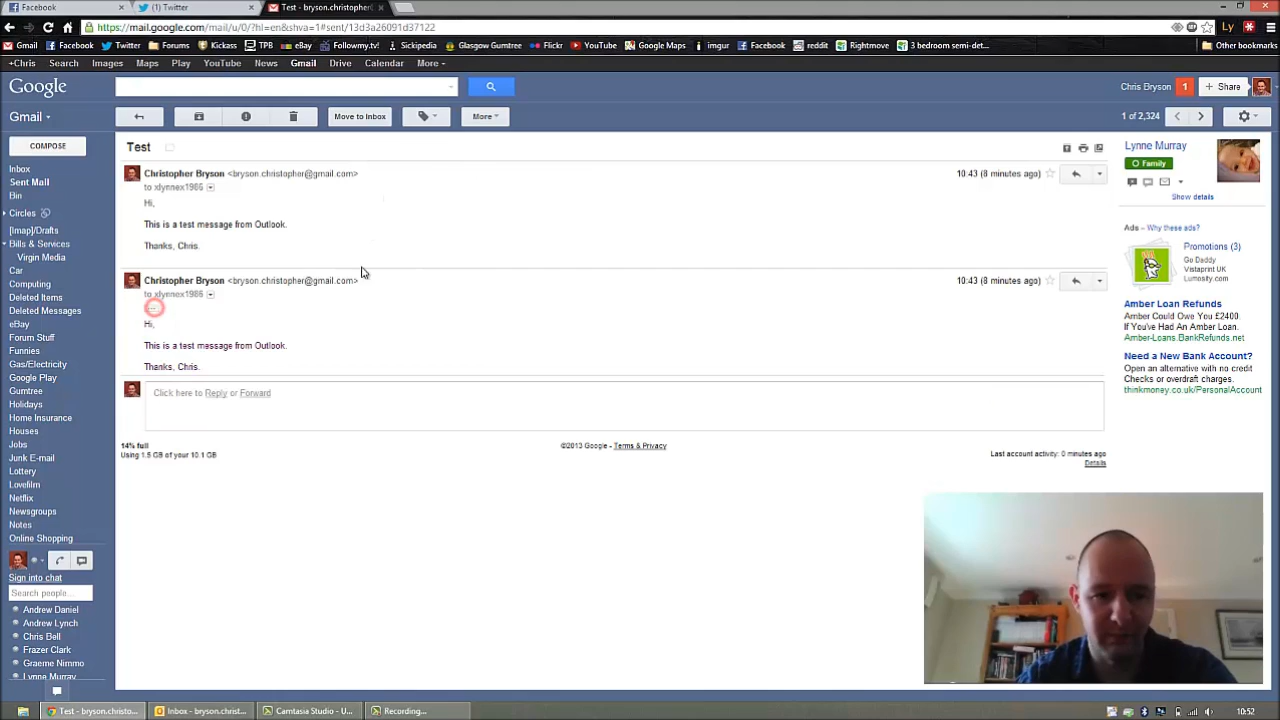 Facebook
(1) Twitter
Test - bryson.christopher@
https://mail.google.com/mail/u/0/?hl=en&shva=1#sent/13d3a26091d37122
Ly
Gmail Facebook Twitter Forums Kickass TPB eBay Followmy.tv! Sickipedia Glasgow Gumtree Flickr YouTube Google Maps imgur Facebook reddit Rightmove 3 bedroom semi-det... Other bookmarks
+Chris Search Images Maps Play YouTube News Gmail Drive Calendar More
Google
Chris Bryson 1 + Share
Gmail
Move to Inbox
More
1 of 2,324
COMPOSE
Inbox
Sent Mail
Bin
Circles
[Imap]/Drafts
Bills & Services
Virgin Media
Car
Computing
Deleted Items
Deleted Messages
eBay
Forum Stuff
Funnies
Gas/Electricity
Google Play
Gumtree
Holidays
Home Insurance
Houses
Jobs
Junk E-mail
Lottery
Lovefilm
Netflix
Newsgroups
Notes
Online Shopping
Sign into chat
Search people...
Andrew Daniel
Andrew Lynch
Chris Bell
Frazer Clark
Graeme Nimmo
Lynne Murray
Test
Christopher Bryson <bryson.christopher@gmail.com>
10:43 (8 minutes ago)
to xlynnex1986
Hi,
This is a test message from Outlook.
Thanks, Chris.
Christopher Bryson <bryson.christopher@gmail.com>
10:43 (8 minutes ago)
to xlynnex1986
Hi,
This is a test message from Outlook.
Thanks, Chris.
Click here to Reply or Forward
14% full
Using 1.5 GB of your 10.1 GB
©2013 Google - Terms & Privacy
Last account activity: 0 minutes ago
Details
Lynne Murray
Family
Show details
Ads - Why these ads?
Promotions (3)
Go Daddy
Vistaprint UK
Lumosity.com
Amber Loan Refunds
Amber Could Owe You £2400.
If You've Had An Amber Loan.
Amber-Loans.BankRefunds.net
Need a New Bank Account?
Open an alternative with no credit
Checks or overdraft charges.
thinkmoney.co.uk/PersonalAccount
Test - bryson.christo...
Inbox - bryson.christ...
Camtasia Studio - U...
Recording...
10:52